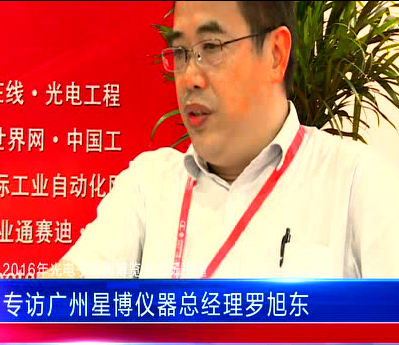 在线·光电工程
世界网·中国工
际工业自动化网
业通赛迪·
2016年光电
专访广州星博仪器总经理罗旭东